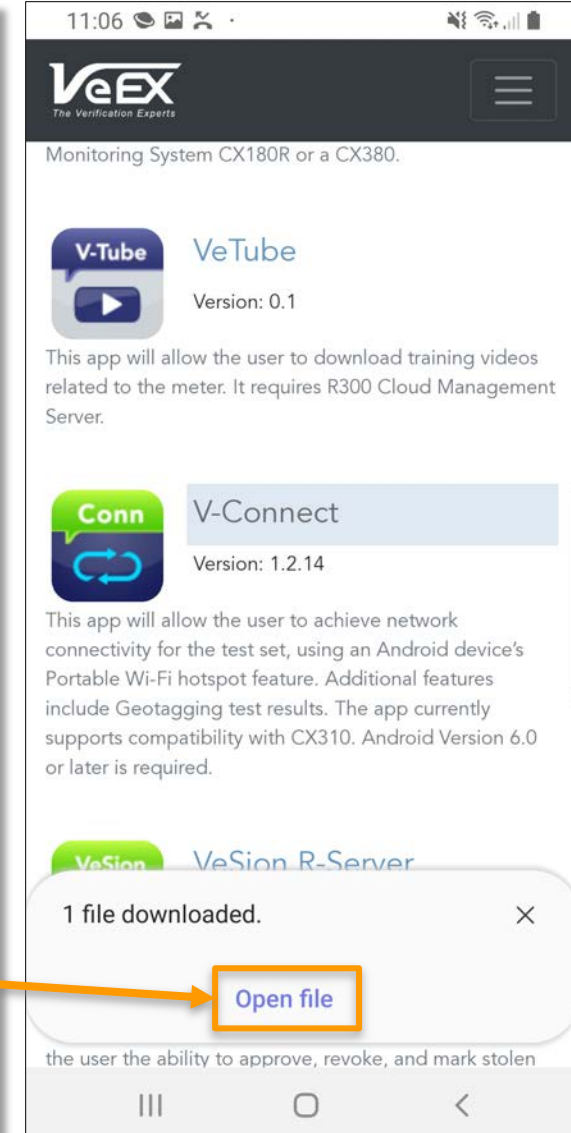 11:06
VeEX
The Verification Experts
Monitoring System CX180R or a CX380.
V-Tube
VeTube
Version: 0.1
This app will allow the user to download training videos
related to the meter. It requires R300 Cloud Management
Server.
Conn
V-Connect
Version: 1.2.14
This app will allow the user to achieve network
connectivity for the test set, using an Android device's
Portable Wi-Fi hotspot feature. Additional features
include Geotagging test results. The app currently
supports compatibility with CX310. Android Version 6.0
or later is required.
VeSion
VeSion R-Server
1 file downloaded.
Open file
the user the ability to approve, revoke, and mark stolen